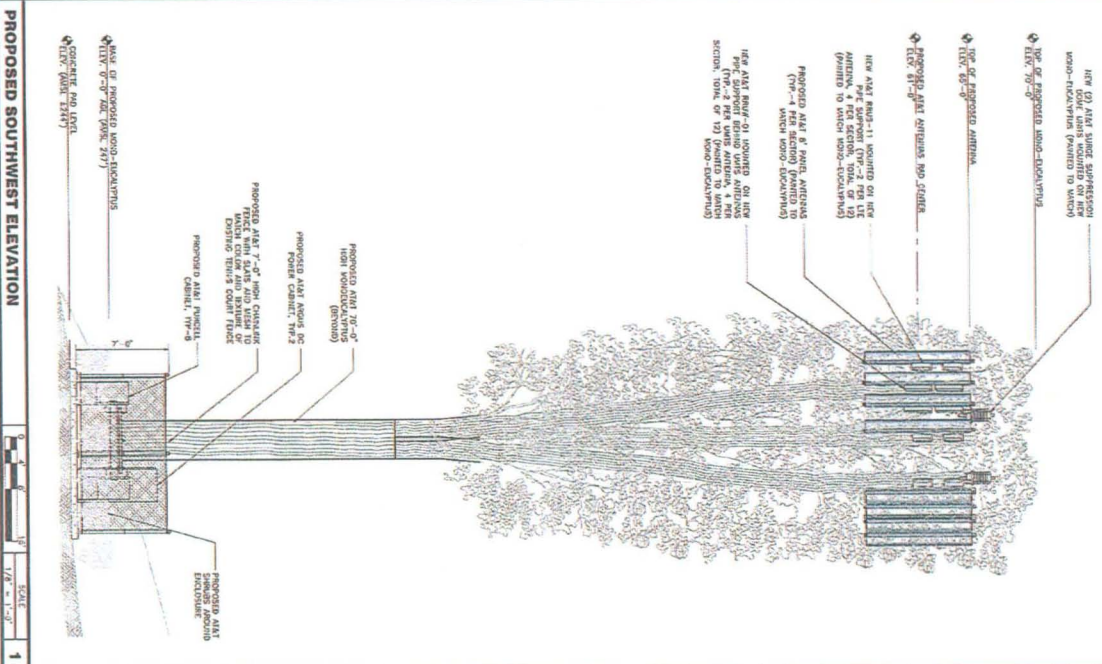 NEW (2) AT&T SURGE SUPPRESSION
DOME UNITS MOUNTED ON NEW
MONO-EUCALYPTUS (PAINTED TO MATCH)
TOP OF PROPOSED MONO-EUCALYPTUS
ELEV. 70'-0"
TOP OF PROPOSED ANTENNA
ELEV. 65'-0"
PROPOSED AT&T ANTENNAS RAD CENTER
ELEV. 61'-0"
NEW AT&T RRUS-11 MOUNTED ON NEW
PIPE SUPPORT (TYP.-2 PER LTE
ANTENNA, 4 PER SECTOR, TOTAL OF 12)
(PAINTED TO MATCH MONO-EUCALYPTUS)
PROPOSED AT&T 8' PANEL ANTENNAS
(TYP.-4 PER SECTOR) (PAINTED TO
MATCH MONO-EUCALYPTUS)
NEW AT&T RRUW-01 MOUNTED ON NEW
PIPE SUPPORT BEHIND UMTS ANTENNAS
(TYP.-2 PER UMTS ANTENNA, 4 PER
SECTOR, TOTAL OF 12) (PAINTED TO MATCH
MONO-EUCALYPTUS)
PROPOSED AT&T 70'-0"
HIGH MONOEUCALYPTUS
(BEYOND)
PROPOSED AT&T ARGUS DC
POWER CABINET, TYP.2
PROPOSED AT&T 7'-0" HIGH CHAINLINK
FENCE WITH SLATS AND MESH TO
MATCH COLOR AND TEXTURE OF
EXISTING TENNIS COURT FENCE
PROPOSED AT&T PURCELL
CABINET, TYP-6
7'-0"
BASE OF PROPOSED MONO-EUCALYPTUS
ELEV. 0'-0" AGL (AMSL 247')
CONCRETE PAD LEVEL
ELEV. (AMSL ±244')
PROPOSED AT&T
SHRUBS AROUND
ENCLOSURE
PROPOSED SOUTHWEST ELEVATION
0 4' 8' 16'
SCALE
1/8" = 1'-0"
1